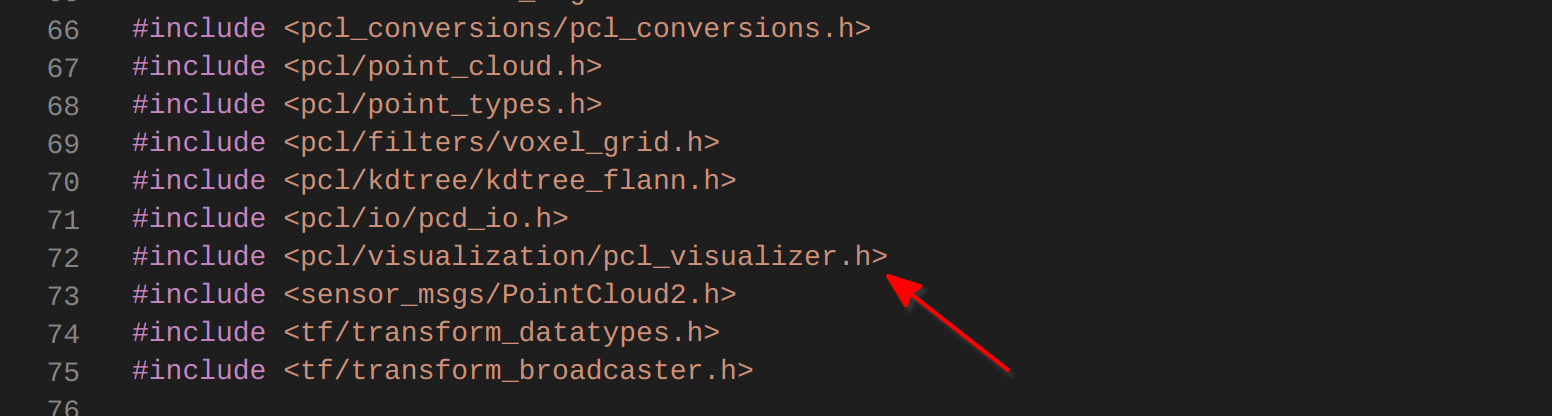 66 #include <pcl_conversions/pcl_conversions.h>
67 #include <pcl/point_cloud.h>
68 #include <pcl/point_types.h>
69 #include <pcl/filters/voxel_grid.h>
70 #include <pcl/kdtree/kdtree_flann.h>
71 #include <pcl/io/pcd_io.h>
72 #include <pcl/visualization/pcl_visualizer.h>
73 #include <sensor_msgs/PointCloud2.h>
74 #include <tf/transform_datatypes.h>
75 #include <tf/transform_broadcaster.h>
76